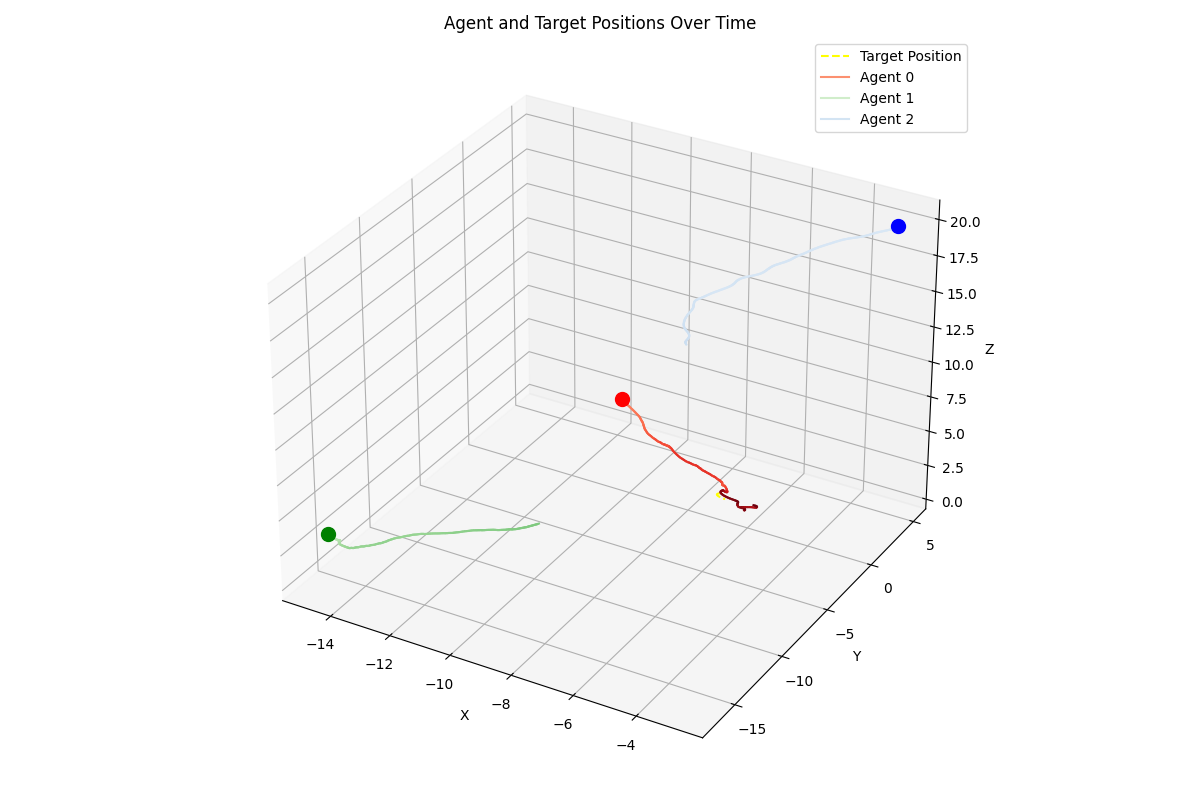 Agent and Target Positions Over Time
Target Position
Agent 0
Agent 1
Agent 2
20.0
17.5
15.0
12.5
10.0
7.5
5.0
2.5
0.0
Z
5
0
−5
−10
−15
Y
−14
−12
−10
−8
−6
−4
X